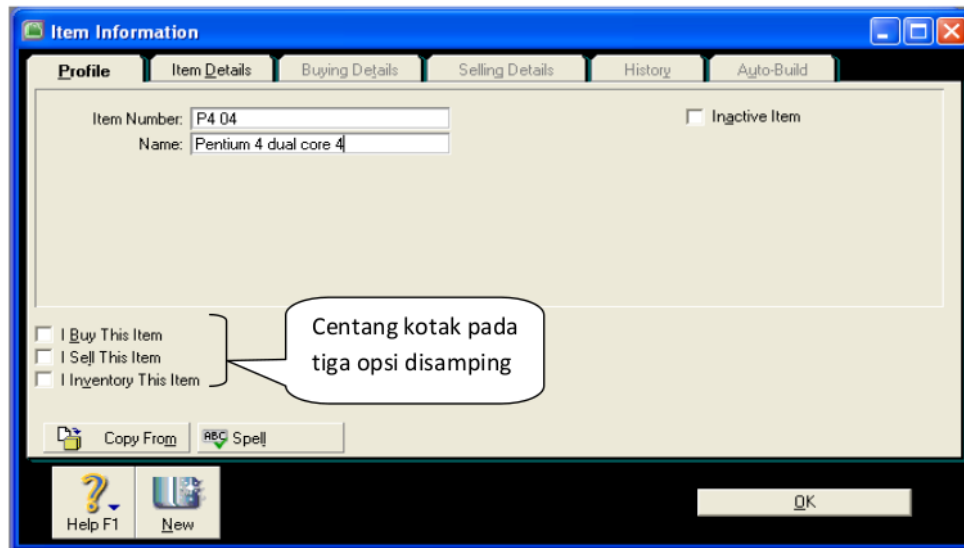 Item Information
Profile Item Details Buying Details Selling Details History Auto-Build
Item Number: P4 04
Inactive Item
Name: Pentium 4 dual core 4
I Buy This Item
I Sell This Item
I Inventory This Item
Centang kotak pada
tiga opsi disamping
Copy From ABC Spell
Help F1 New OK